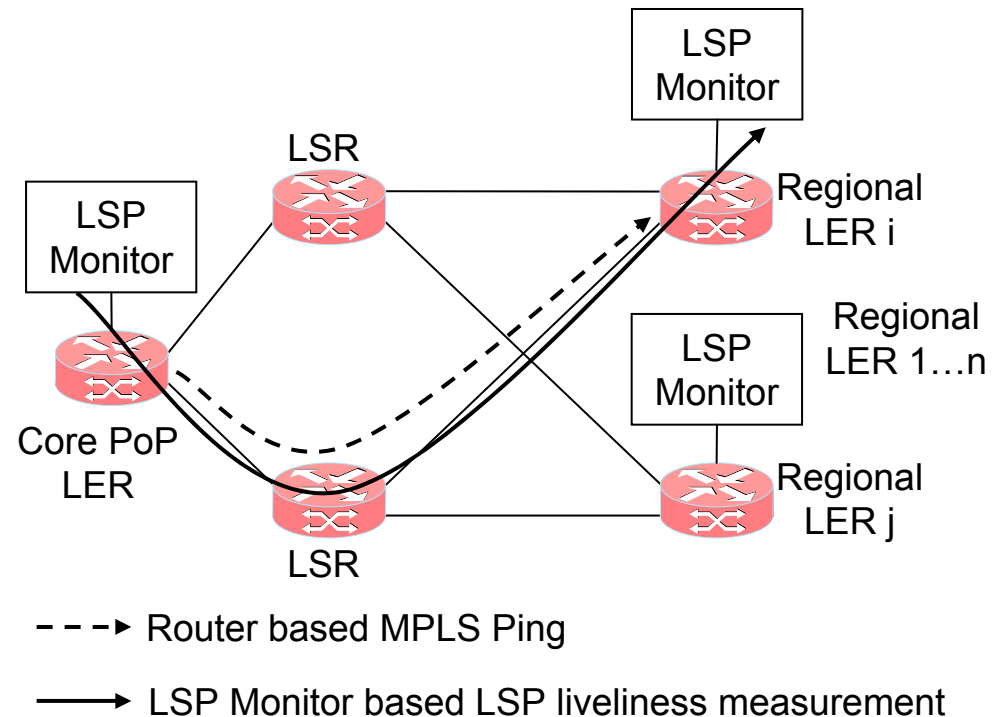 LSP
Monitor
LSR
LSP
Monitor
Regional
LER i
Regional
LER 1…n
LSP
Monitor
Core PoP
LER
Regional
LER j
LSR
Router based MPLS Ping
LSP Monitor based LSP liveliness measurement